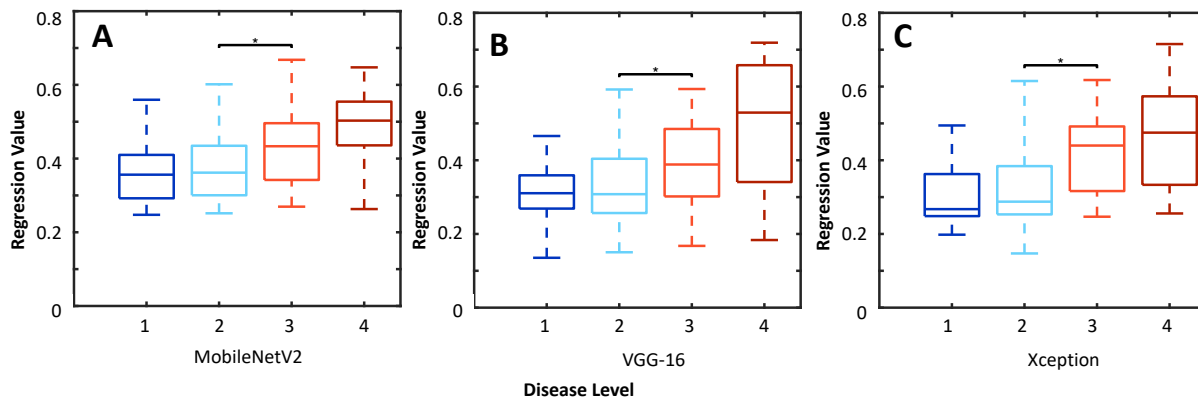 A
Regression Value
0.8
0.6
0.4
0.2
0
*
1 2 3 4
MobileNetV2
B
Regression Value
0.8
0.6
0.4
0.2
0
*
1 2 3 4
VGG-16
C
Regression Value
0.8
0.6
0.4
0.2
0
*
1 2 3 4
Xception
Disease Level